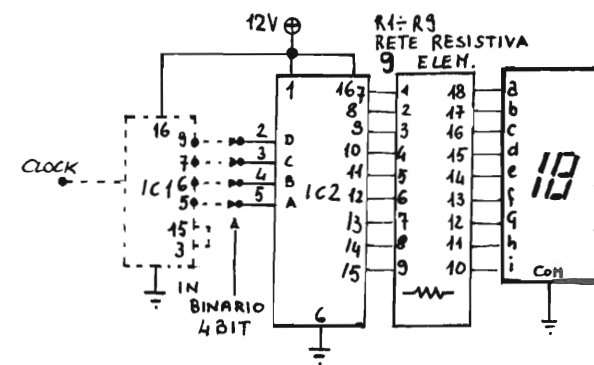 12V ⊕
R1÷R9
RETE RESISTIVA
9 ELEM.
CLOCK
16
9
7
6
5
15
3
IC1
IN
BINARIO
4BIT
2 D
3 C
4 B
5 A
IC2
1
16
6
7
8
9
10
11
12
13
14
15
1 18 a
2 17 b
3 16 c
4 15 d
5 14 e
6 13 f
7 12 g
8 11 h
9 10 i
18
COM